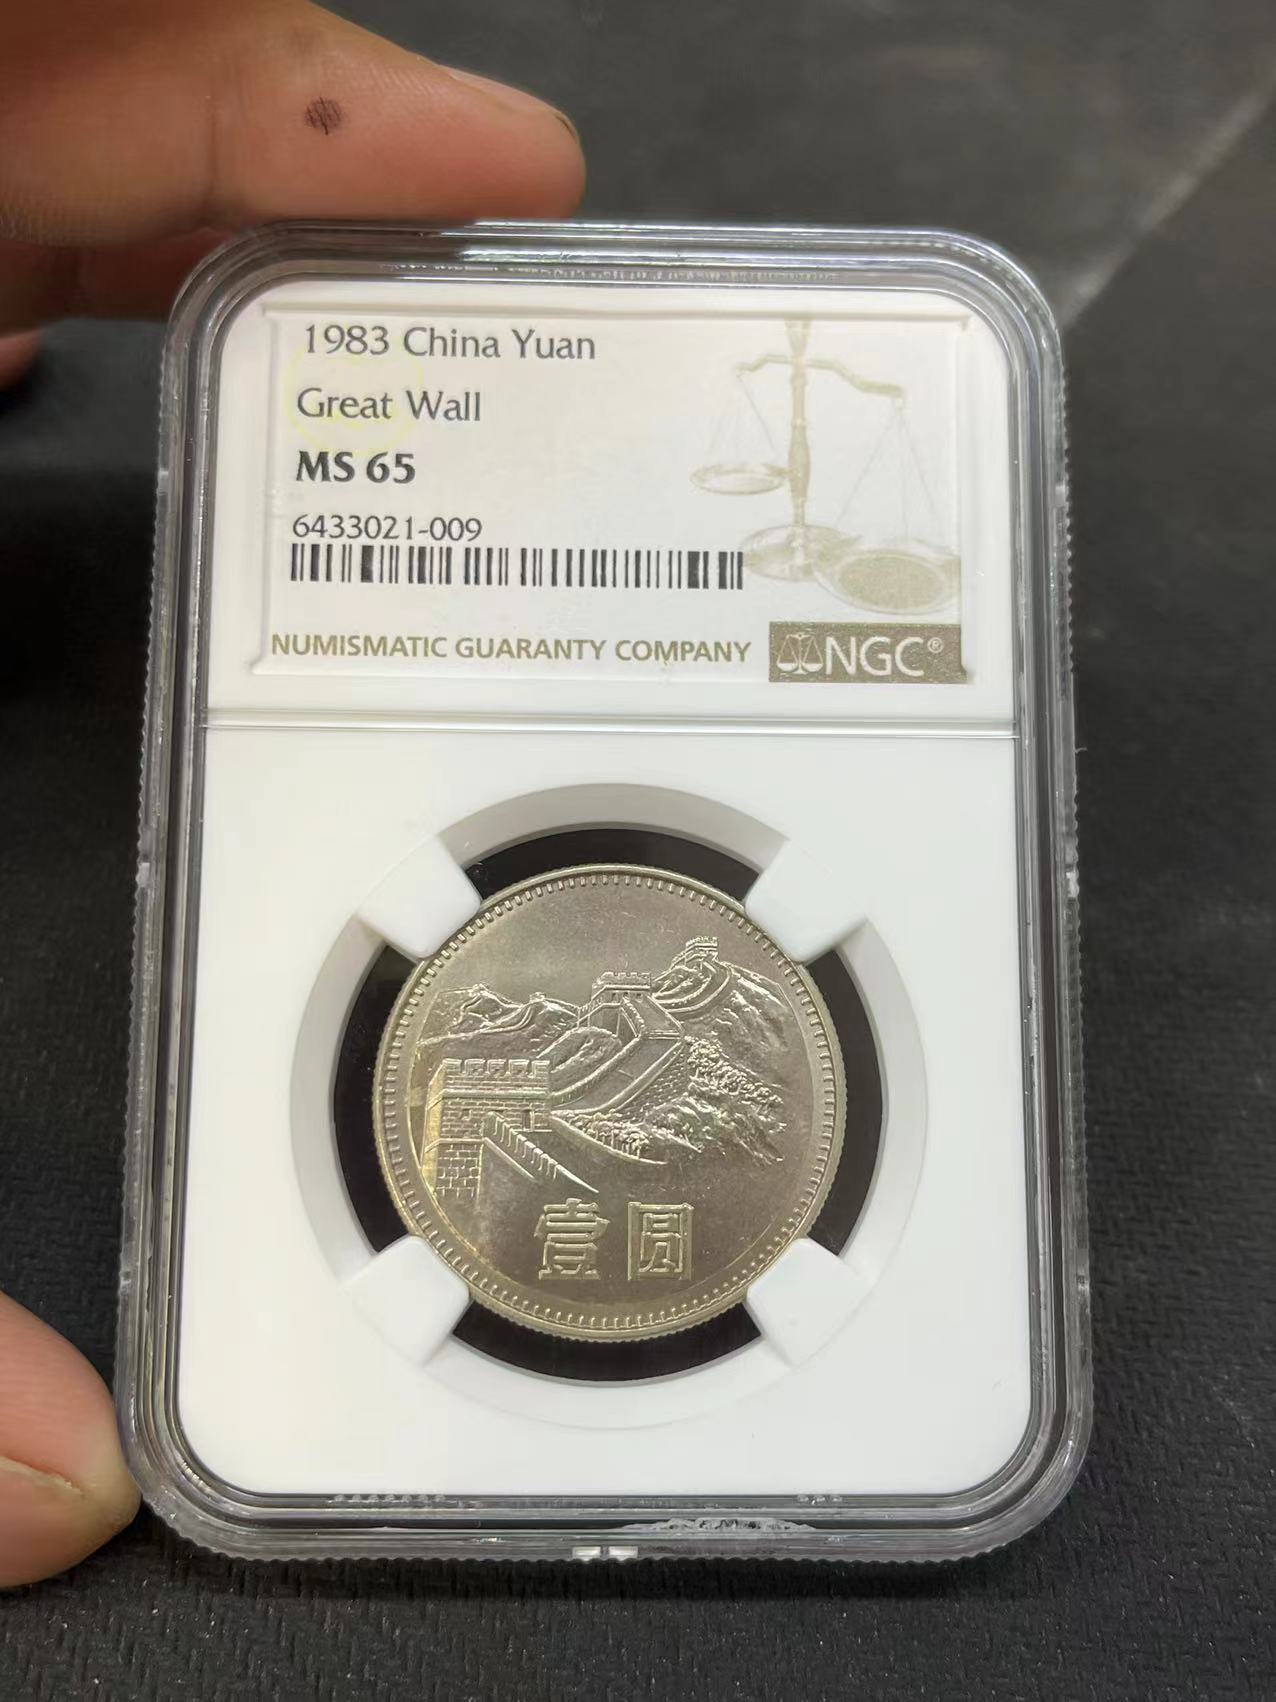 1983 China Yuan
Great Wall
MS 65
6433021-009
NUMISMATIC GUARANTY COMPANY NGC®
壹圆